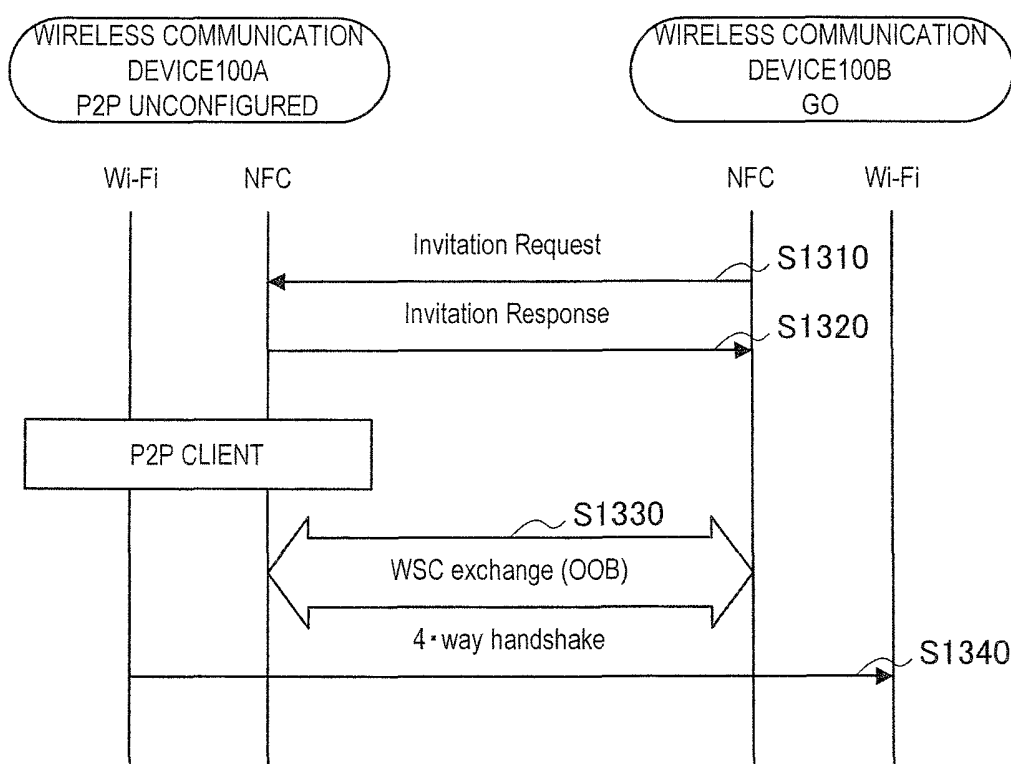 WIRELESS COMMUNICATION
DEVICE100A
P2P UNCONFIGURED
WIRELESS COMMUNICATION
DEVICE100B
GO
Wi-Fi
NFC
NFC
Wi-Fi
Invitation Request
S1310
Invitation Response
S1320
P2P CLIENT
S1330
WSC exchange (OOB)
4･way handshake
S1340